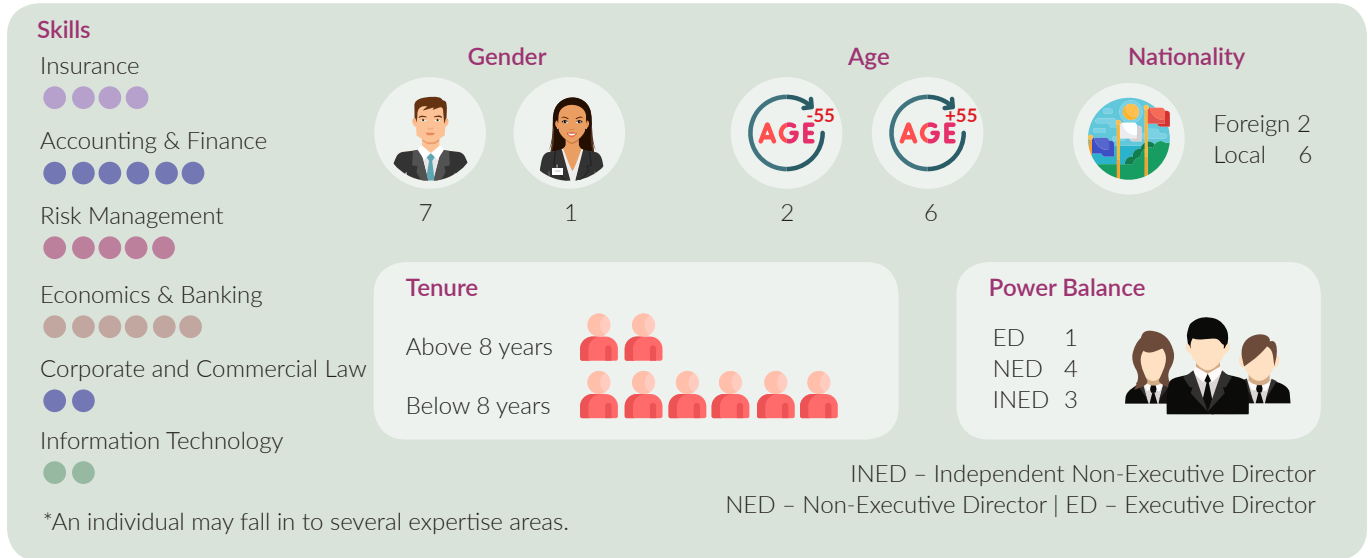 Skills
Insurance
Accounting & Finance
Risk Management
Economics & Banking
Corporate and Commercial Law
Information Technology
*An individual may fall in to several expertise areas.
Gender
7 1
Age
AGE -55 AGE +55
2 6
Nationality
Foreign 2
Local 6
Tenure
Above 8 years
Below 8 years
Power Balance
ED 1
NED 4
INED 3
INED – Independent Non-Executive Director
NED – Non-Executive Director | ED – Executive Director